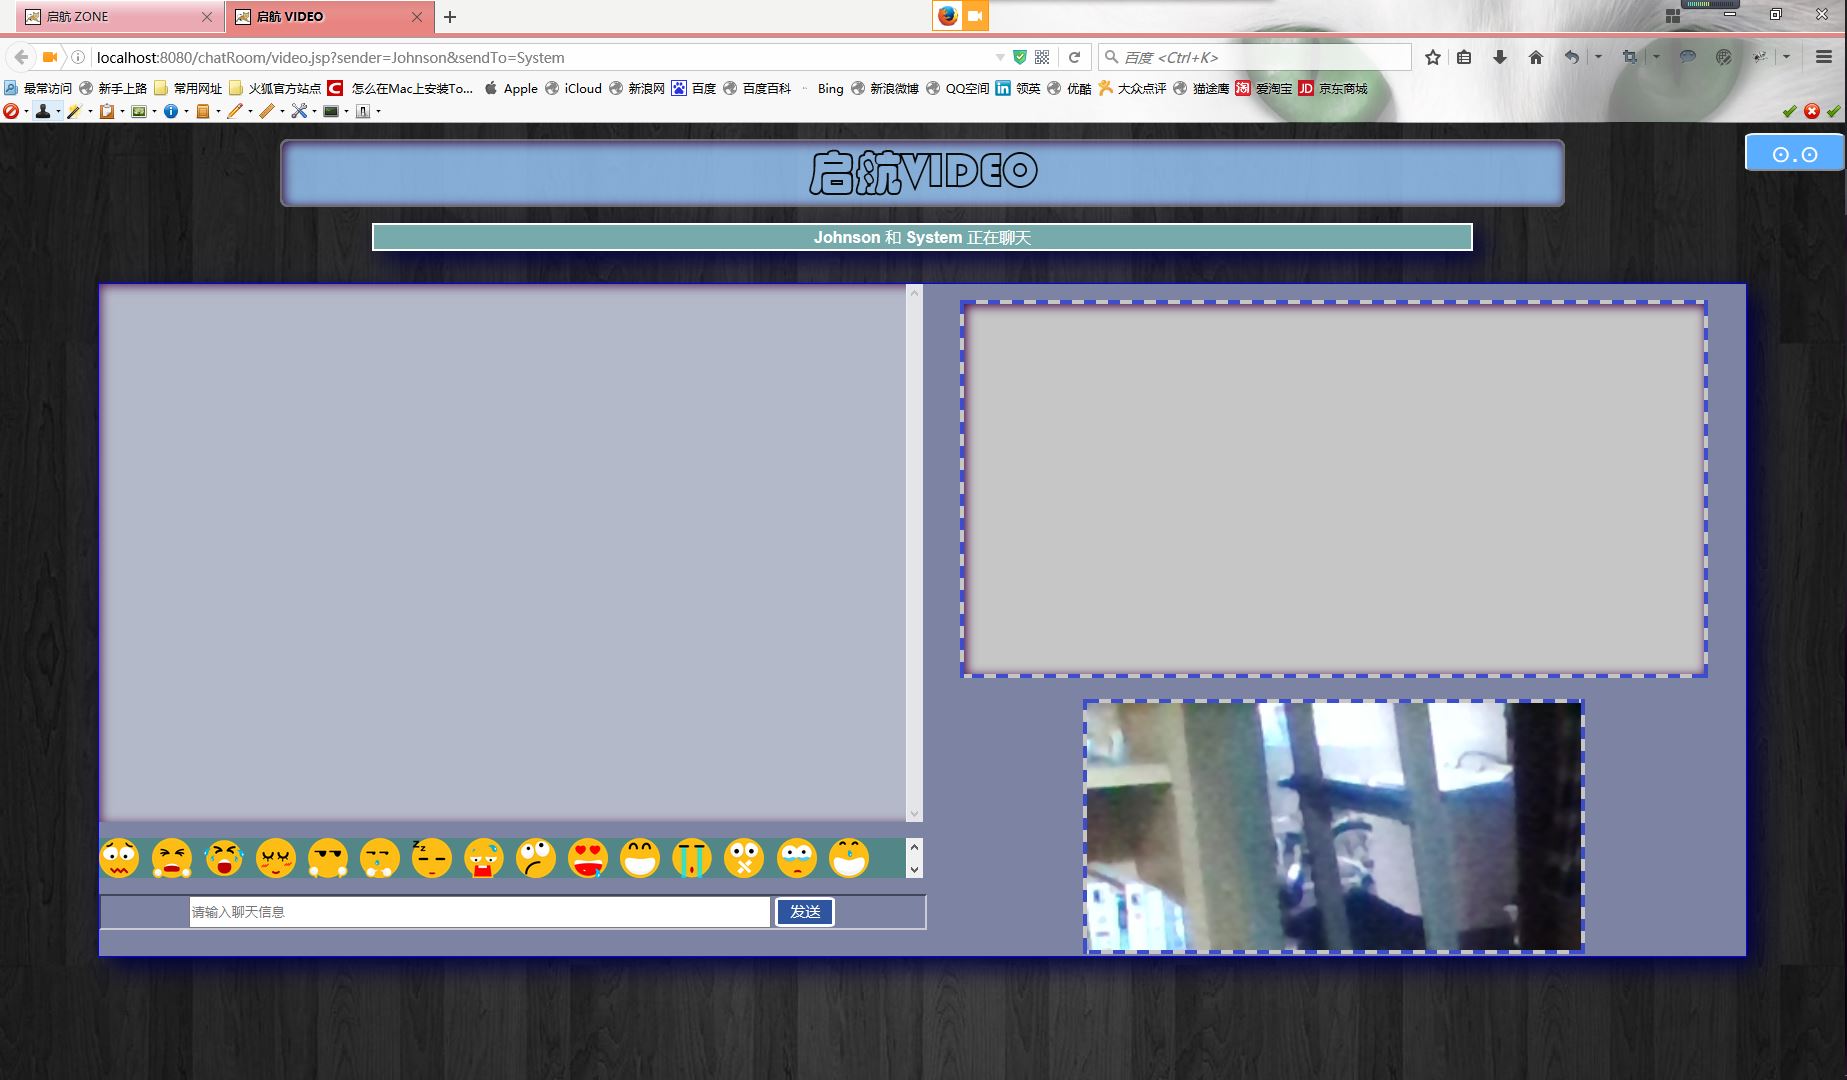 启航 ZONE
启航 VIDEO
localhost:8080/chatRoom/video.jsp?sender=Johnson&sendTo=System
百度 <Ctrl+K>
最常访问 新手上路 常用网址 火狐官方站点 怎么在Mac上安装To... Apple iCloud 新浪网 百度 百度百科 Bing 新浪微博 QQ空间 领英 优酷 大众点评 猫途鹰 爱淘宝 京东商城
启航VIDEO
⊙.⊙
Johnson 和 System 正在聊天
请输入聊天信息
发送